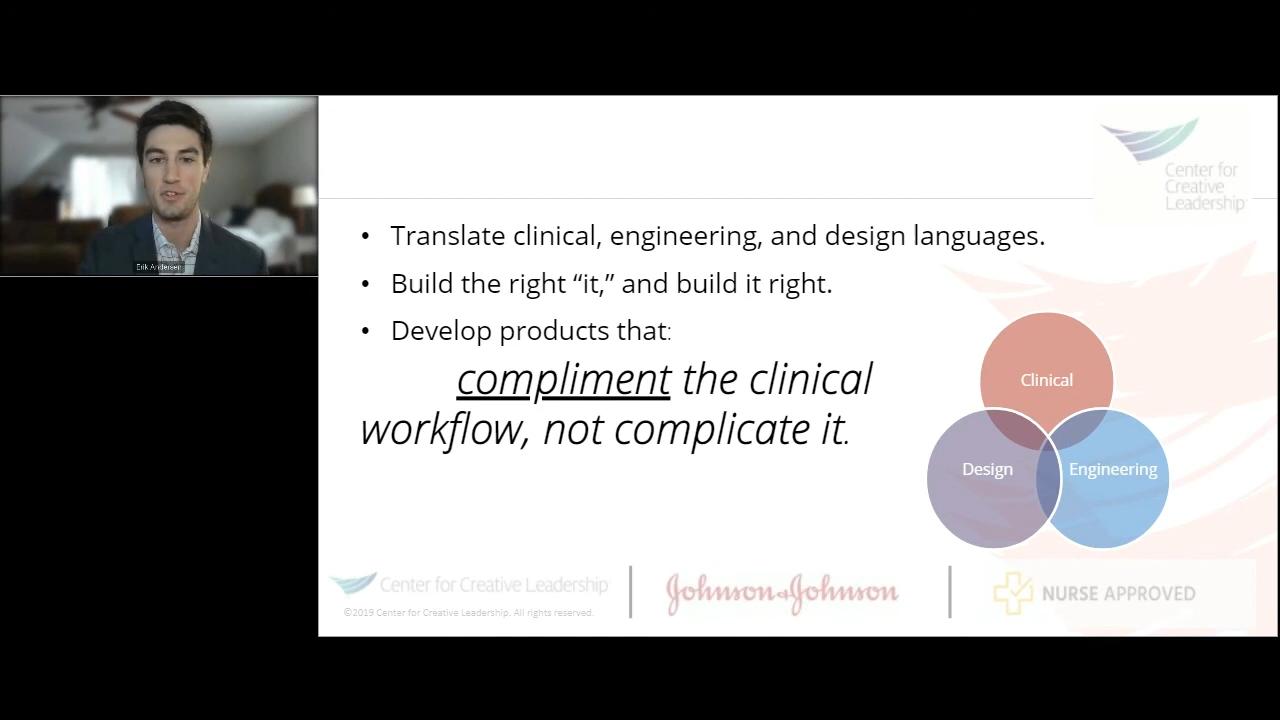 Erik Andersen
Center for
Creative
Leadership
• Translate clinical, engineering, and design languages.
• Build the right “it,” and build it right.
• Develop products that:
compliment the clinical
workflow, not complicate it.
Clinical
Design
Engineering
Center for Creative Leadership
©2019 Center for Creative Leadership. All rights reserved.
Johnson & Johnson
NURSE APPROVED